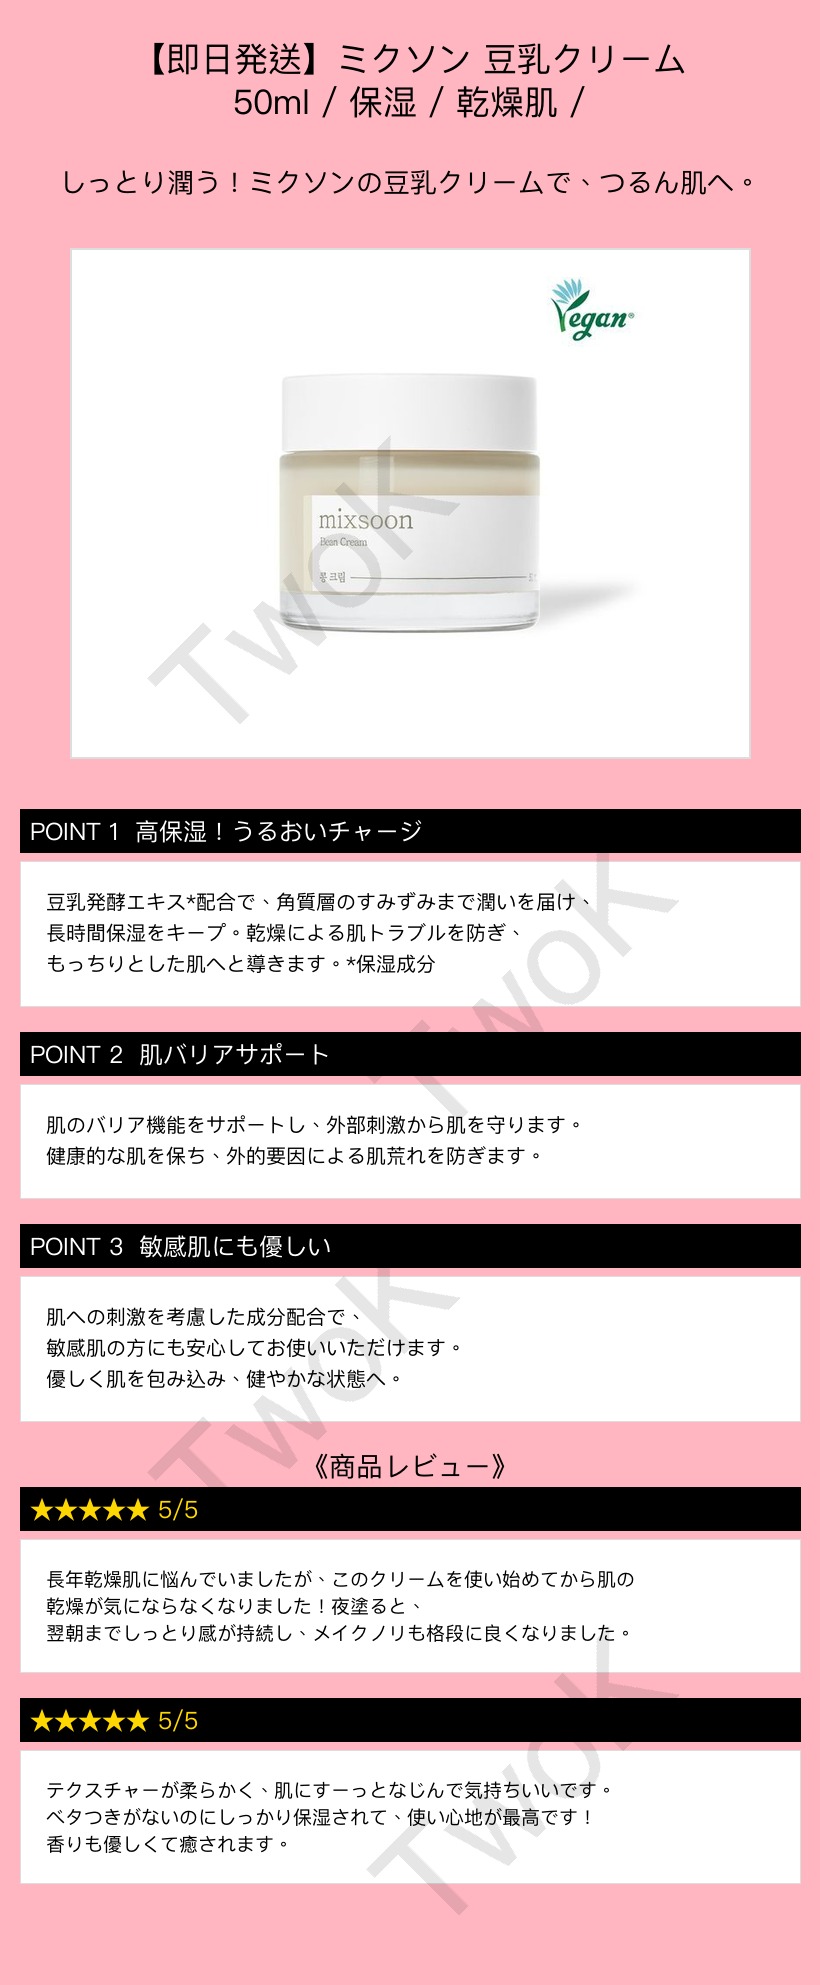 【即日発送】ミクソン 豆乳クリーム
50ml / 保湿 / 乾燥肌 /
しっとり潤う！ミクソンの豆乳クリームで、つるん肌へ。
Vegan®
mixsoon
Bean Cream
콩 크림
TwoK
POINT 1 高保湿！うるおいチャージ
豆乳発酵エキス*配合で、角質層のすみずみまで潤いを届け、
長時間保湿をキープ。乾燥による肌トラブルを防ぎ、
もっちりとした肌へと導きます。*保湿成分
TwoK
POINT 2 肌バリアサポート
肌のバリア機能をサポートし、外部刺激から肌を守ります。
健康的な肌を保ち、外的要因による肌荒れを防ぎます。
POINT 3 敏感肌にも優しい
肌への刺激を考慮した成分配合で、
敏感肌の方にも安心してお使いいただけます。
優しく肌を包み込み、健やかな状態へ。
TwoK
《商品レビュー》
★★★★★ 5/5
長年乾燥肌に悩んでいましたが、このクリームを使い始めてから肌の
乾燥が気にならなくなりました！夜塗ると、
翌朝までしっとり感が持続し、メイクノリも格段に良くなりました。
★★★★★ 5/5
テクスチャーが柔らかく、肌にすーっとなじんで気持ちいいです。
ベタつきがないのにしっかり保湿されて、使い心地が最高です！
香りも優しくて癒されます。
TwoK